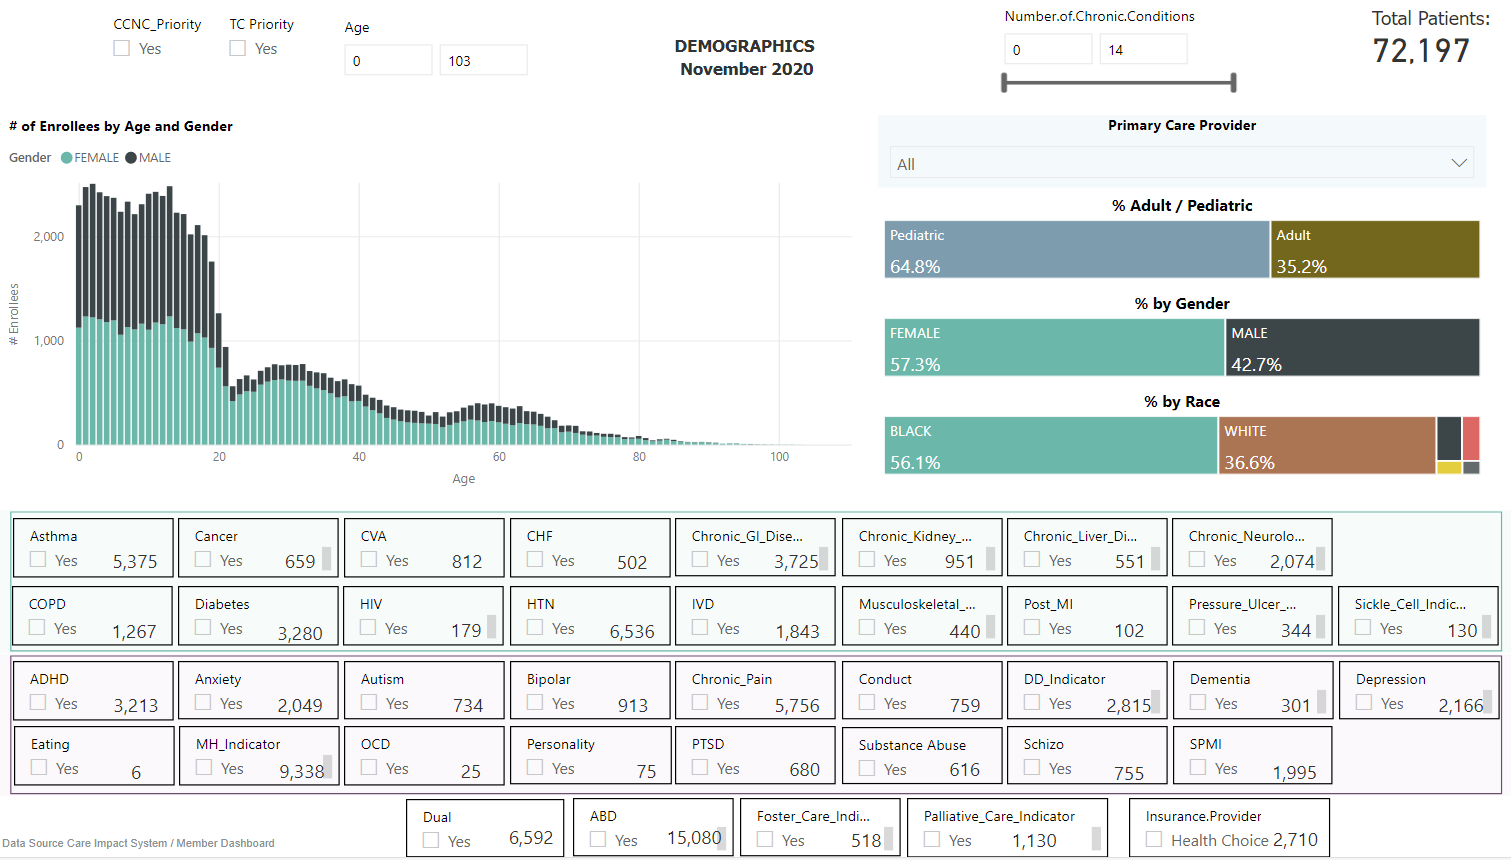 CCNC_Priority
Yes
TC Priority
Yes
Age
0
103
DEMOGRAPHICS
November 2020
Number.of.Chronic.Conditions
0
14
Total Patients:
72,197
# of Enrollees by Age and Gender
Gender FEMALE MALE
2,000
1,000
0
# Enrollees
0 20 40 60 80 100
Age
Primary Care Provider
All
% Adult / Pediatric
Pediatric
64.8%
Adult
35.2%
% by Gender
FEMALE
57.3%
MALE
42.7%
% by Race
BLACK
56.1%
WHITE
36.6%
Asthma
Yes 5,375
Cancer
Yes 659
CVA
Yes 812
CHF
Yes 502
Chronic_GI_Dise...
Yes 3,725
Chronic_Kidney_...
Yes 951
Chronic_Liver_Di...
Yes 551
Chronic_Neurolo...
Yes 2,074
COPD
Yes 1,267
Diabetes
Yes 3,280
HIV
Yes 179
HTN
Yes 6,536
IVD
Yes 1,843
Musculoskeletal_...
Yes 440
Post_MI
Yes 102
Pressure_Ulcer_...
Yes 344
Sickle_Cell_Indic...
Yes 130
ADHD
Yes 3,213
Anxiety
Yes 2,049
Autism
Yes 734
Bipolar
Yes 913
Chronic_Pain
Yes 5,756
Conduct
Yes 759
DD_Indicator
Yes 2,815
Dementia
Yes 301
Depression
Yes 2,166
Eating
Yes 6
MH_Indicator
Yes 9,338
OCD
Yes 25
Personality
Yes 75
PTSD
Yes 680
Substance Abuse
Yes 616
Schizo
Yes 755
SPMI
Yes 1,995
Dual
Yes 6,592
ABD
Yes 15,080
Foster_Care_Indi...
Yes 518
Palliative_Care_Indicator
Yes 1,130
Insurance.Provider
Health Choice 2,710
Data Source Care Impact System / Member Dashboard